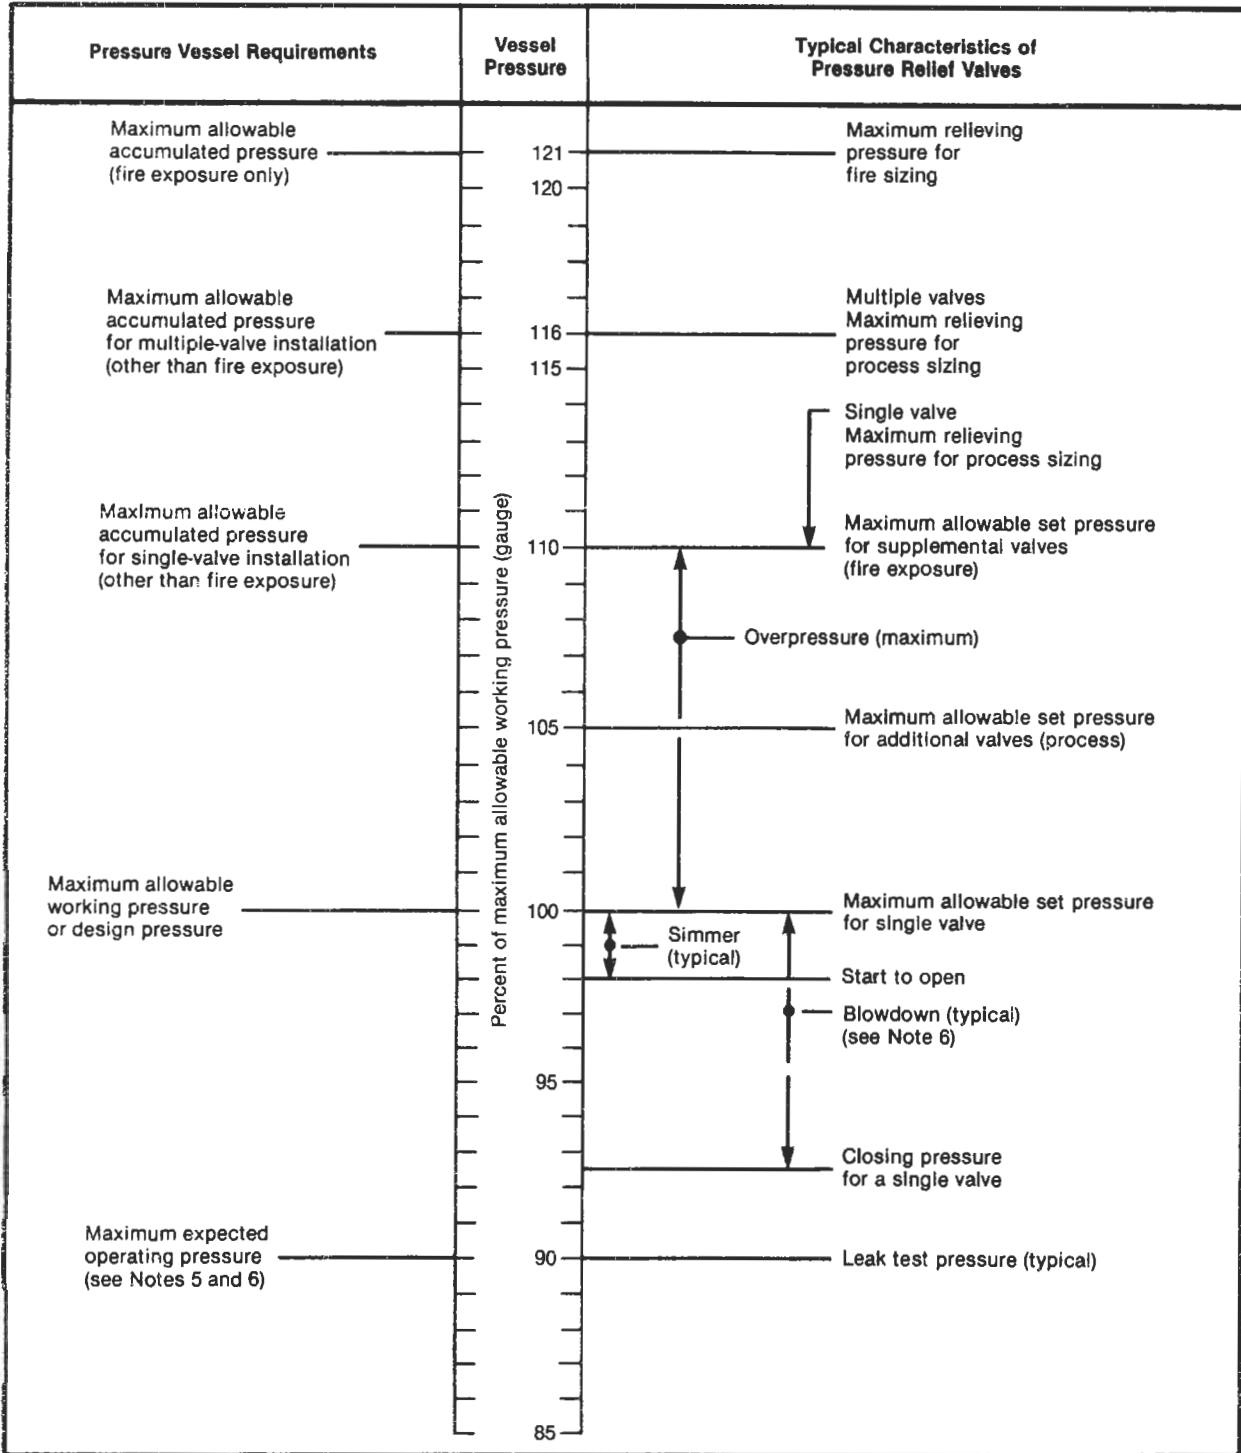 Pressure Vessel Requirements
Vessel
Pressure
Typical Characteristics of
Pressure Relief Valves
Maximum allowable
accumulated pressure
(fire exposure only)
121
Maximum relieving
pressure for
fire sizing
120
Maximum allowable
accumulated pressure
for multiple-valve installation
(other than fire exposure)
116
115
Multiple valves
Maximum relieving
pressure for
process sizing
Single valve
Maximum relieving
pressure for process sizing
Maximum allowable
accumulated pressure
for single-valve installation
(other than fire exposure)
110
Maximum allowable set pressure
for supplemental valves
(fire exposure)
Percent of maximum allowable working pressure (gauge)
Overpressure (maximum)
105
Maximum allowable set pressure
for additional valves (process)
Maximum allowable
working pressure
or design pressure
100
Maximum allowable set pressure
for single valve
Simmer
(typical)
Start to open
Blowdown (typical)
(see Note 6)
95
Closing pressure
for a single valve
Maximum expected
operating pressure
(see Notes 5 and 6)
90
Leak test pressure (typical)
85